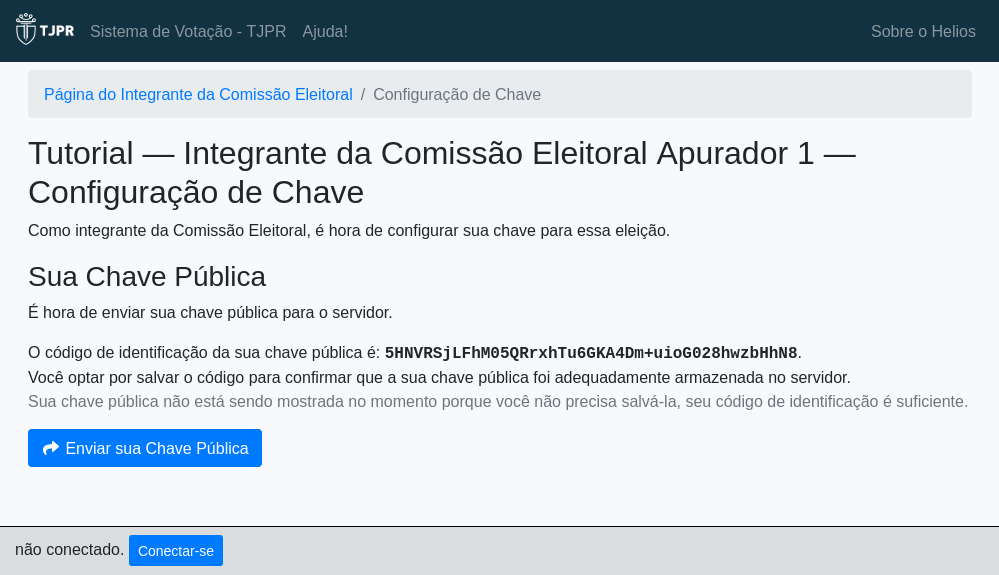 TJPR Sistema de Votação - TJPR Ajuda! Sobre o Helios
Página do Integrante da Comissão Eleitoral / Configuração de Chave
Tutorial — Integrante da Comissão Eleitoral Apurador 1 —
Configuração de Chave
Como integrante da Comissão Eleitoral, é hora de configurar sua chave para essa eleição.
Sua Chave Pública
É hora de enviar sua chave pública para o servidor.
O código de identificação da sua chave pública é: 5HNVRSjLFhM05QRrxhTu6GKA4Dm+uioG028hwzbHhN8.
Você optar por salvar o código para confirmar que a sua chave pública foi adequadamente armazenada no servidor.
Sua chave pública não está sendo mostrada no momento porque você não precisa salvá-la, seu código de identificação é suficiente.
Enviar sua Chave Pública
não conectado. Conectar-se